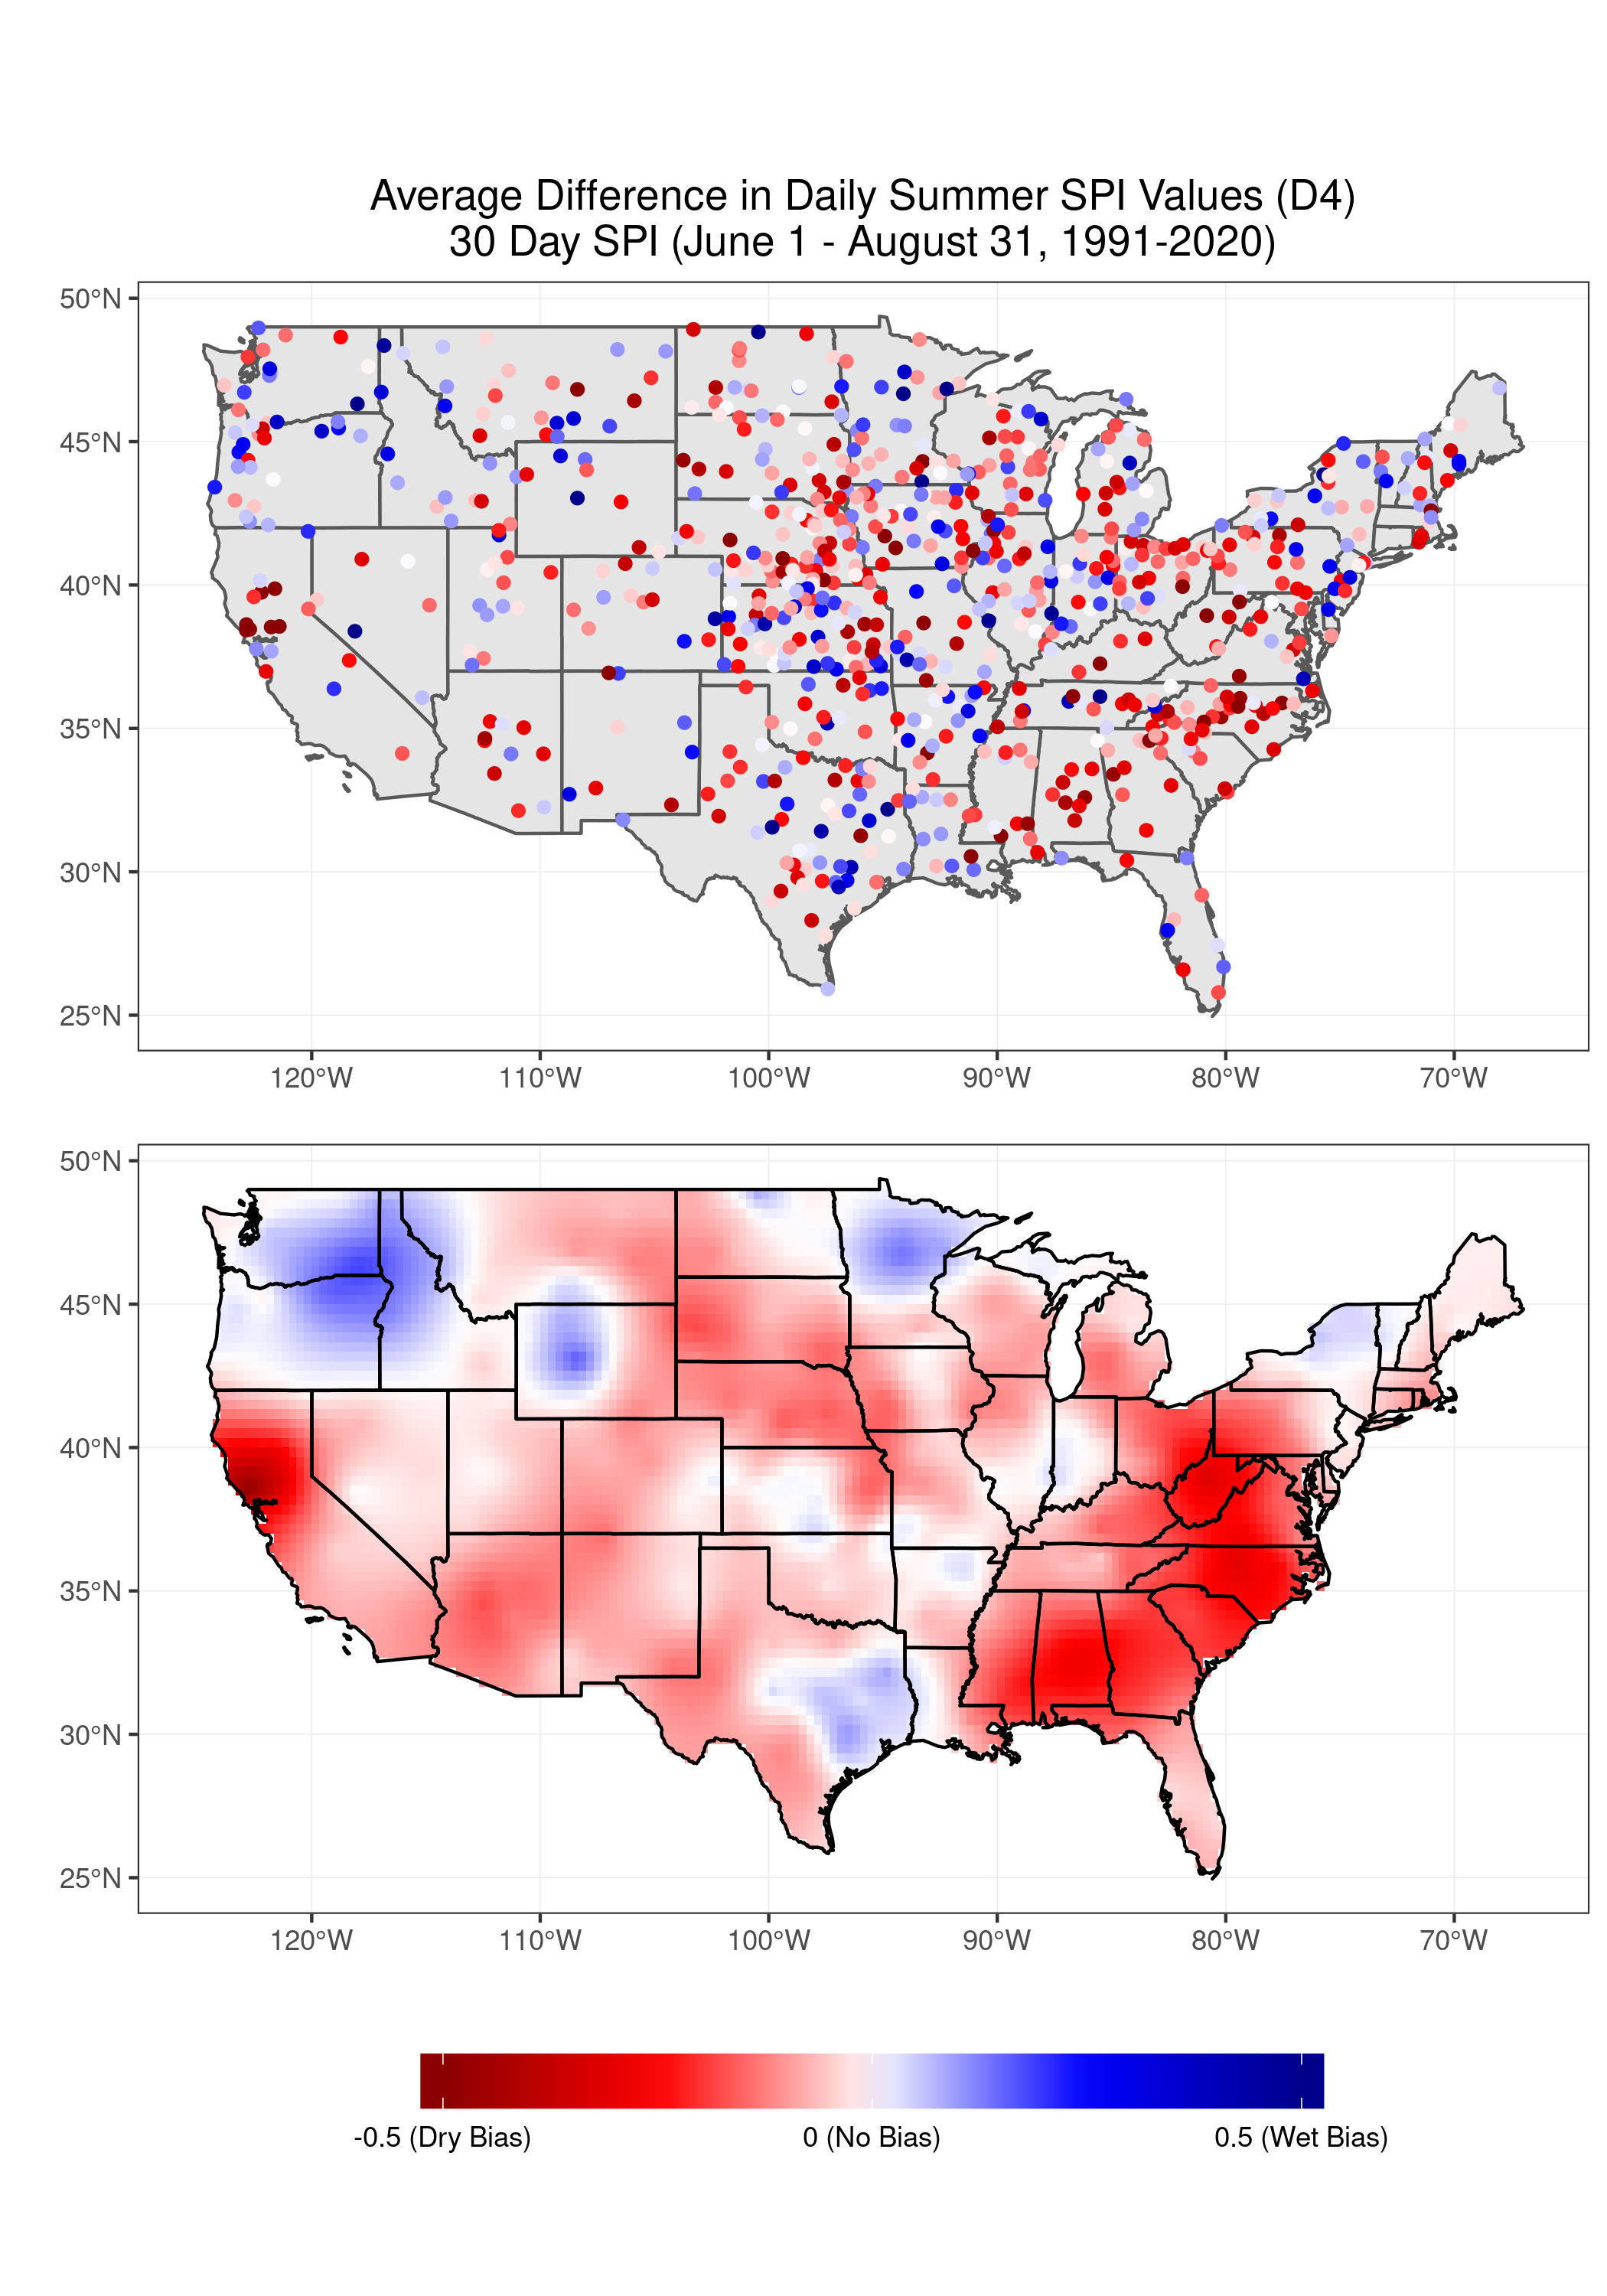 Average Difference in Daily Summer SPI Values (D4)
30 Day SPI (June 1 - August 31, 1991-2020)
50°N
45°N
40°N
35°N
30°N
25°N
120°W 110°W 100°W 90°W 80°W 70°W
50°N
45°N
40°N
35°N
30°N
25°N
120°W 110°W 100°W 90°W 80°W 70°W
-0.5 (Dry Bias) 0 (No Bias) 0.5 (Wet Bias)